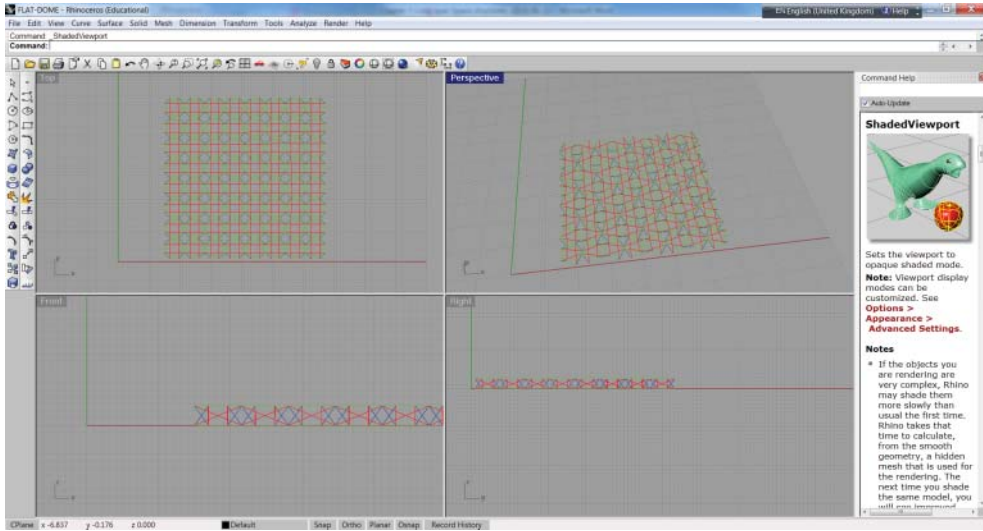 FLAT-DOME - Rhinoceros (Educational)
EN English (United Kingdom) Help
File Edit View Curve Surface Solid Mesh Dimension Transform Tools Analyze Render Help
Command: _ShadedViewport
Command:
Top
Perspective
Front
Right
Command Help
Auto-Update
ShadedViewport
Sets the viewport to
opaque shaded mode.
Note: Viewport display
modes can be
customized. See
Options >
Appearance >
Advanced Settings.
Notes
If the objects you
are rendering are
very complex, Rhino
may shade them
more slowly than
usual the first time.
Rhino takes that
time to calculate,
from the smooth
geometry, a hidden
mesh that is used for
the rendering. The
next time you shade
the same model, you
CPlane x -6.837 y -0.176 z 0.000 Default Snap Ortho Planar Osnap Record History